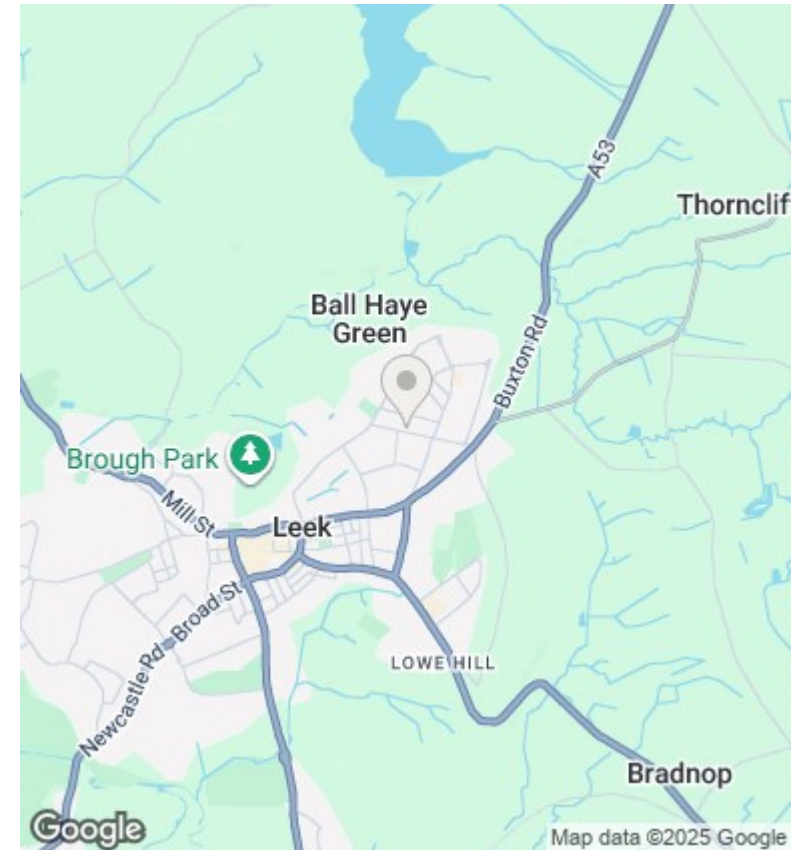 A53
Thornclif
Ball Haye
Green
Buxton Rd
Brough Park
Mill St
Leek
Broad St
Newcastle Rd
LOWE HILL
Bradnop
Google
Map data ©2025 Google